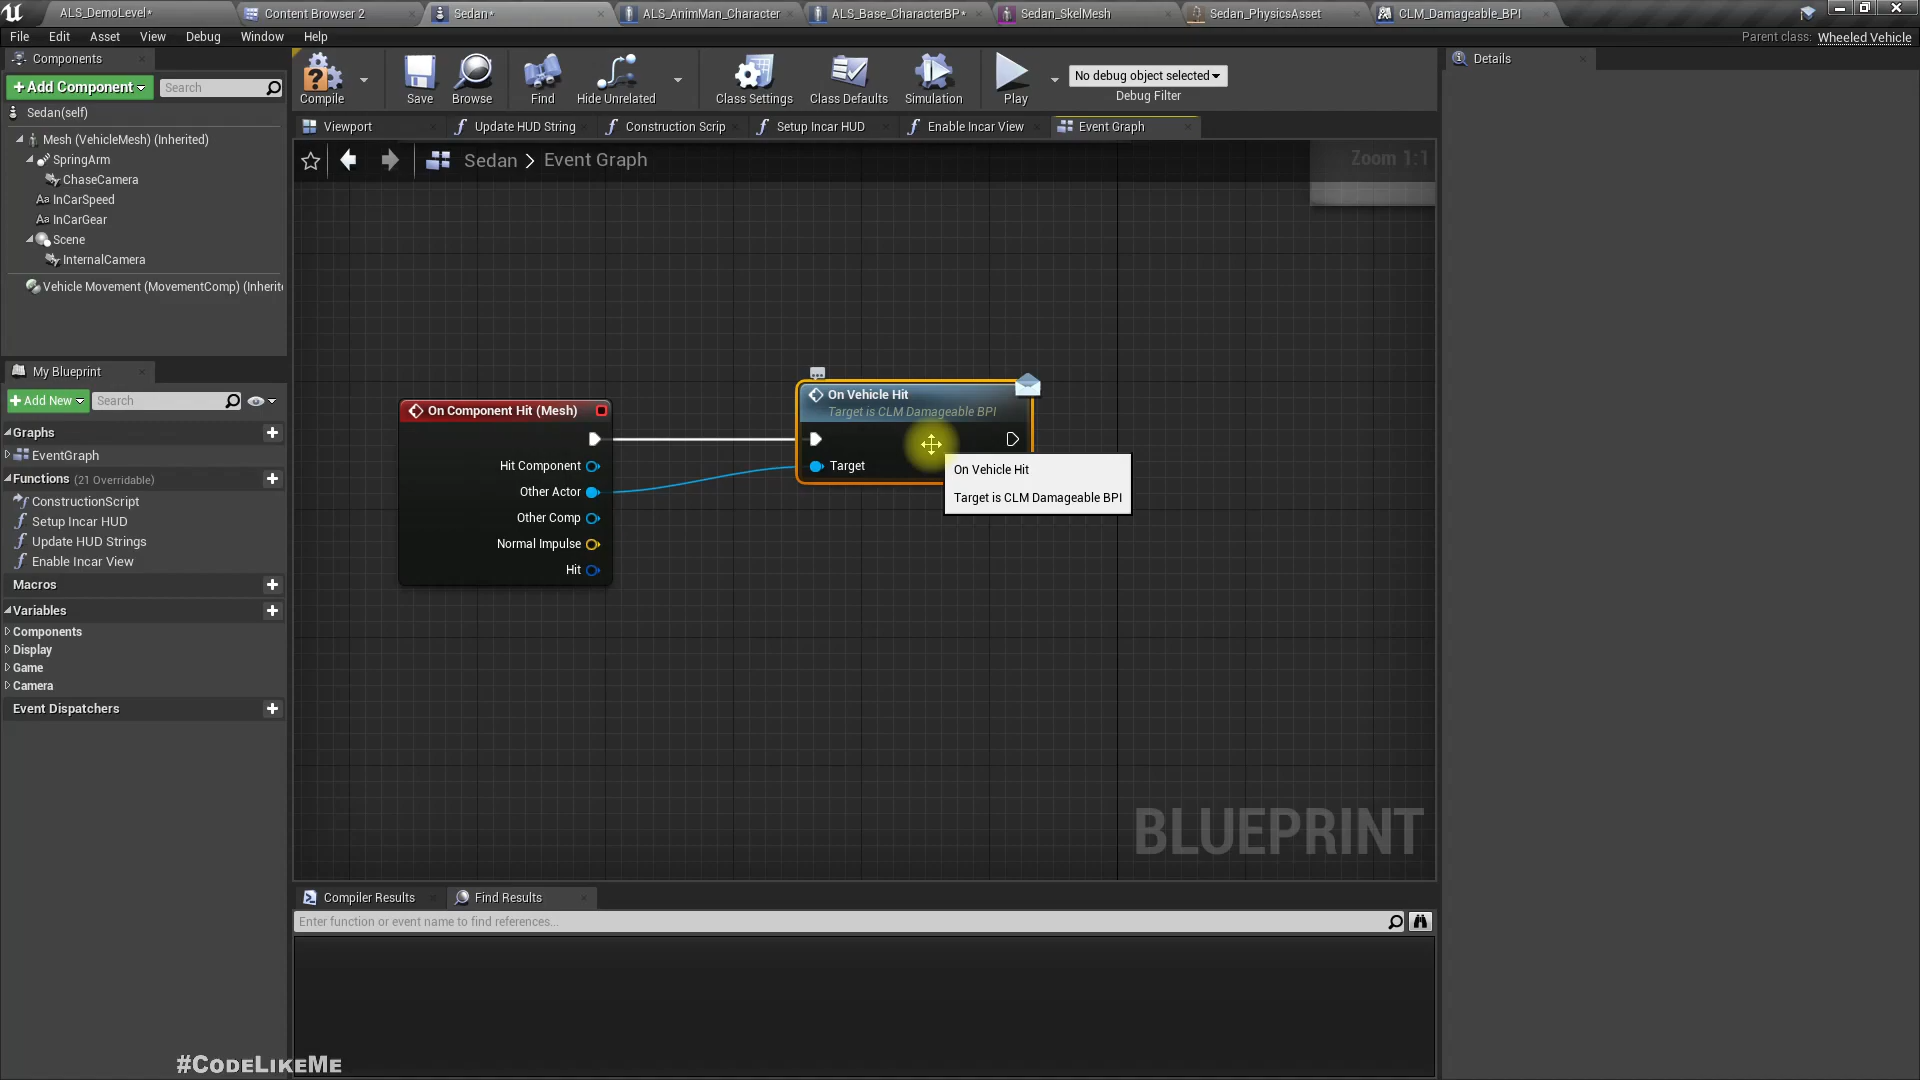 ALS_DemoLevel*
Content Browser 2
Sedan*
ALS_AnimMan_Character
ALS_Base_CharacterBP*
Sedan_SkelMesh
Sedan_PhysicsAsset
CLM_Damageable_BPI
File Edit Asset View Debug Window Help
Parent class: Wheeled Vehicle
Components
+Add Component
Search
Sedan(self)
Mesh (VehicleMesh) (Inherited)
SpringArm
ChaseCamera
Aa InCarSpeed
Aa InCarGear
Scene
InternalCamera
Vehicle Movement (MovementComp) (Inherit
Compile
Save
Browse
Find
Hide Unrelated
Class Settings
Class Defaults
Simulation
Play
No debug object selected
Debug Filter
Details
Viewport
Update HUD String
Construction Scrip
Setup Incar HUD
Enable Incar View
Event Graph
Sedan > Event Graph
Zoom 1:1
My Blueprint
+Add New
Search
Graphs
EventGraph
Functions (21 Overridable)
ConstructionScript
Setup Incar HUD
Update HUD Strings
Enable Incar View
Macros
Variables
Components
Display
Game
Camera
Event Dispatchers
On Component Hit (Mesh)
Hit Component
Other Actor
Other Comp
Normal Impulse
Hit
On Vehicle Hit
Target is CLM Damageable BPI
Target
On Vehicle Hit
Target is CLM Damageable BPI
BLUEPRINT
Compiler Results
Find Results
Enter function or event name to find references...
#CodeLikeMe